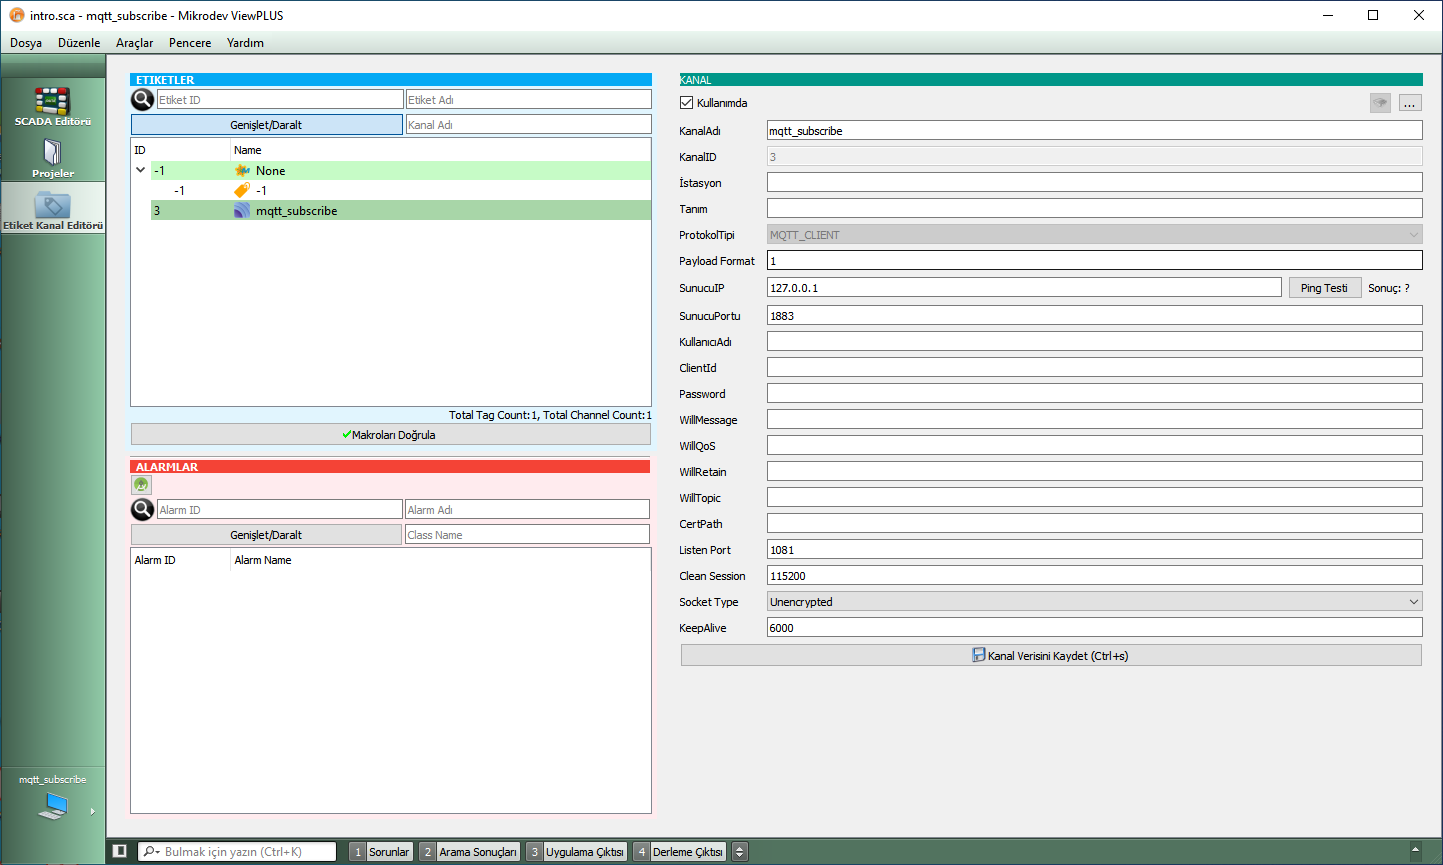 intro.sca - mqtt_subscribe - Mikrodev ViewPLUS
Dosya Düzenle Araçlar Pencere Yardım
SCADA Editörü
Projeler
Etiket Kanal Editörü
mqtt_subscribe
ETIKETLER
Etiket ID Etiket Adı
Genişlet/Daralt Kanal Adı
ID Name
-1 None
-1 -1
3 mqtt_subscribe
Total Tag Count:1, Total Channel Count:1
Makroları Doğrula
ALARMLAR
Alarm ID Alarm Adı
Genişlet/Daralt Class Name
Alarm ID Alarm Name
KANAL
Kullanımda ...
KanalAdı mqtt_subscribe
KanalID 3
İstasyon
Tanım
ProtokolTipi MQTT_CLIENT
Payload Format 1
SunucuIP 127.0.0.1 Ping Testi Sonuç: ?
SunucuPortu 1883
KullanıcıAdı
ClientId
Password
WillMessage
WillQoS
WillRetain
WillTopic
CertPath
Listen Port 1081
Clean Session 115200
Socket Type Unencrypted
KeepAlive 6000
Kanal Verisini Kaydet (Ctrl+s)
Bulmak için yazın (Ctrl+K) 1 Sorunlar 2 Arama Sonuçları 3 Uygulama Çıktısı 4 Derleme Çıktısı